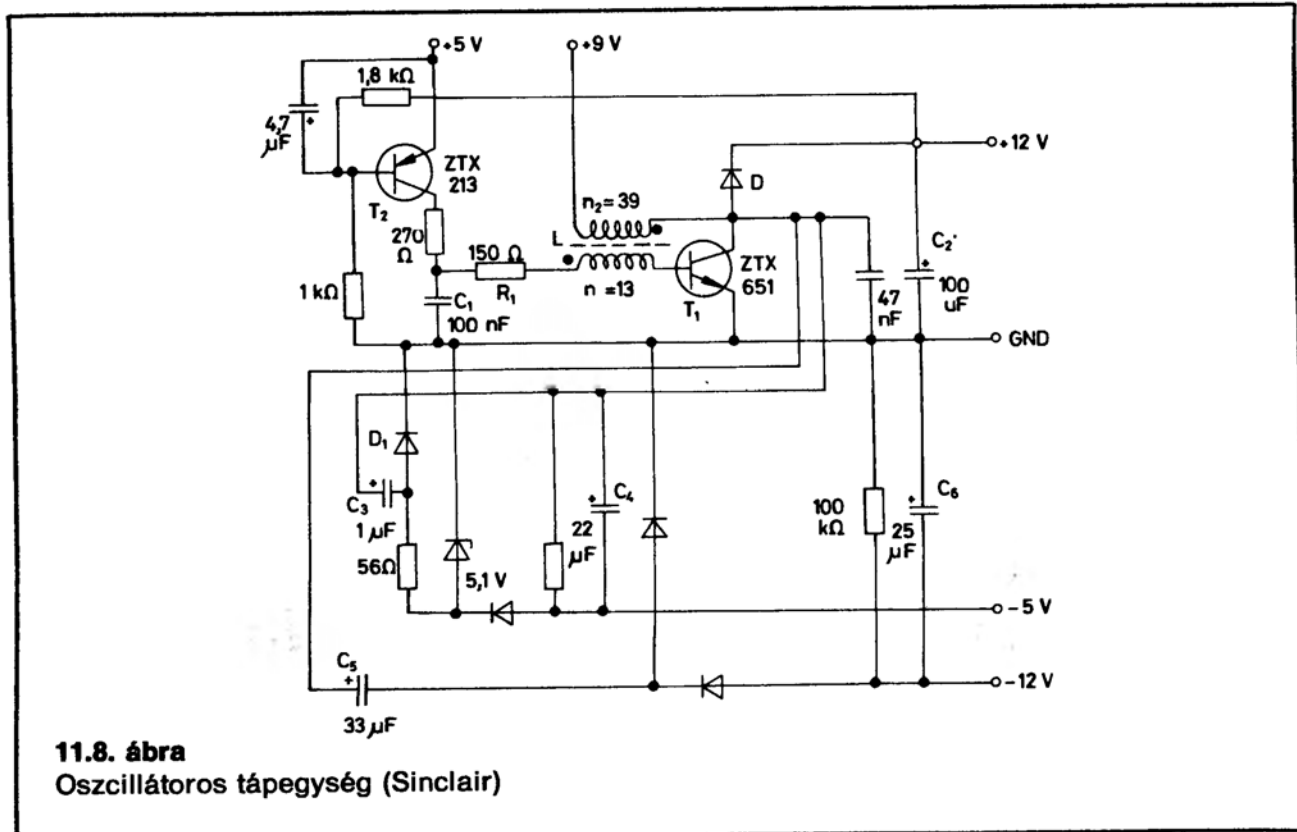 +5 V
+9 V
1,8 kΩ
4,7 μF
+
+12 V
ZTX 213
T₂
D
n₂= 39
270 Ω
L
150 Ω
R₁
n =13
ZTX 651
T₁
C₂
+
100 uF
47 nF
1 kΩ
C₁
100 nF
GND
D₁
+
C₃
1 μF
56Ω
5,1 V
22 μF
+
C₄
100 kΩ
+
C₆
25 μF
-5 V
C₅
+
33 μF
-12 V
11.8. ábra
Oszcillátoros tápegység (Sinclair)